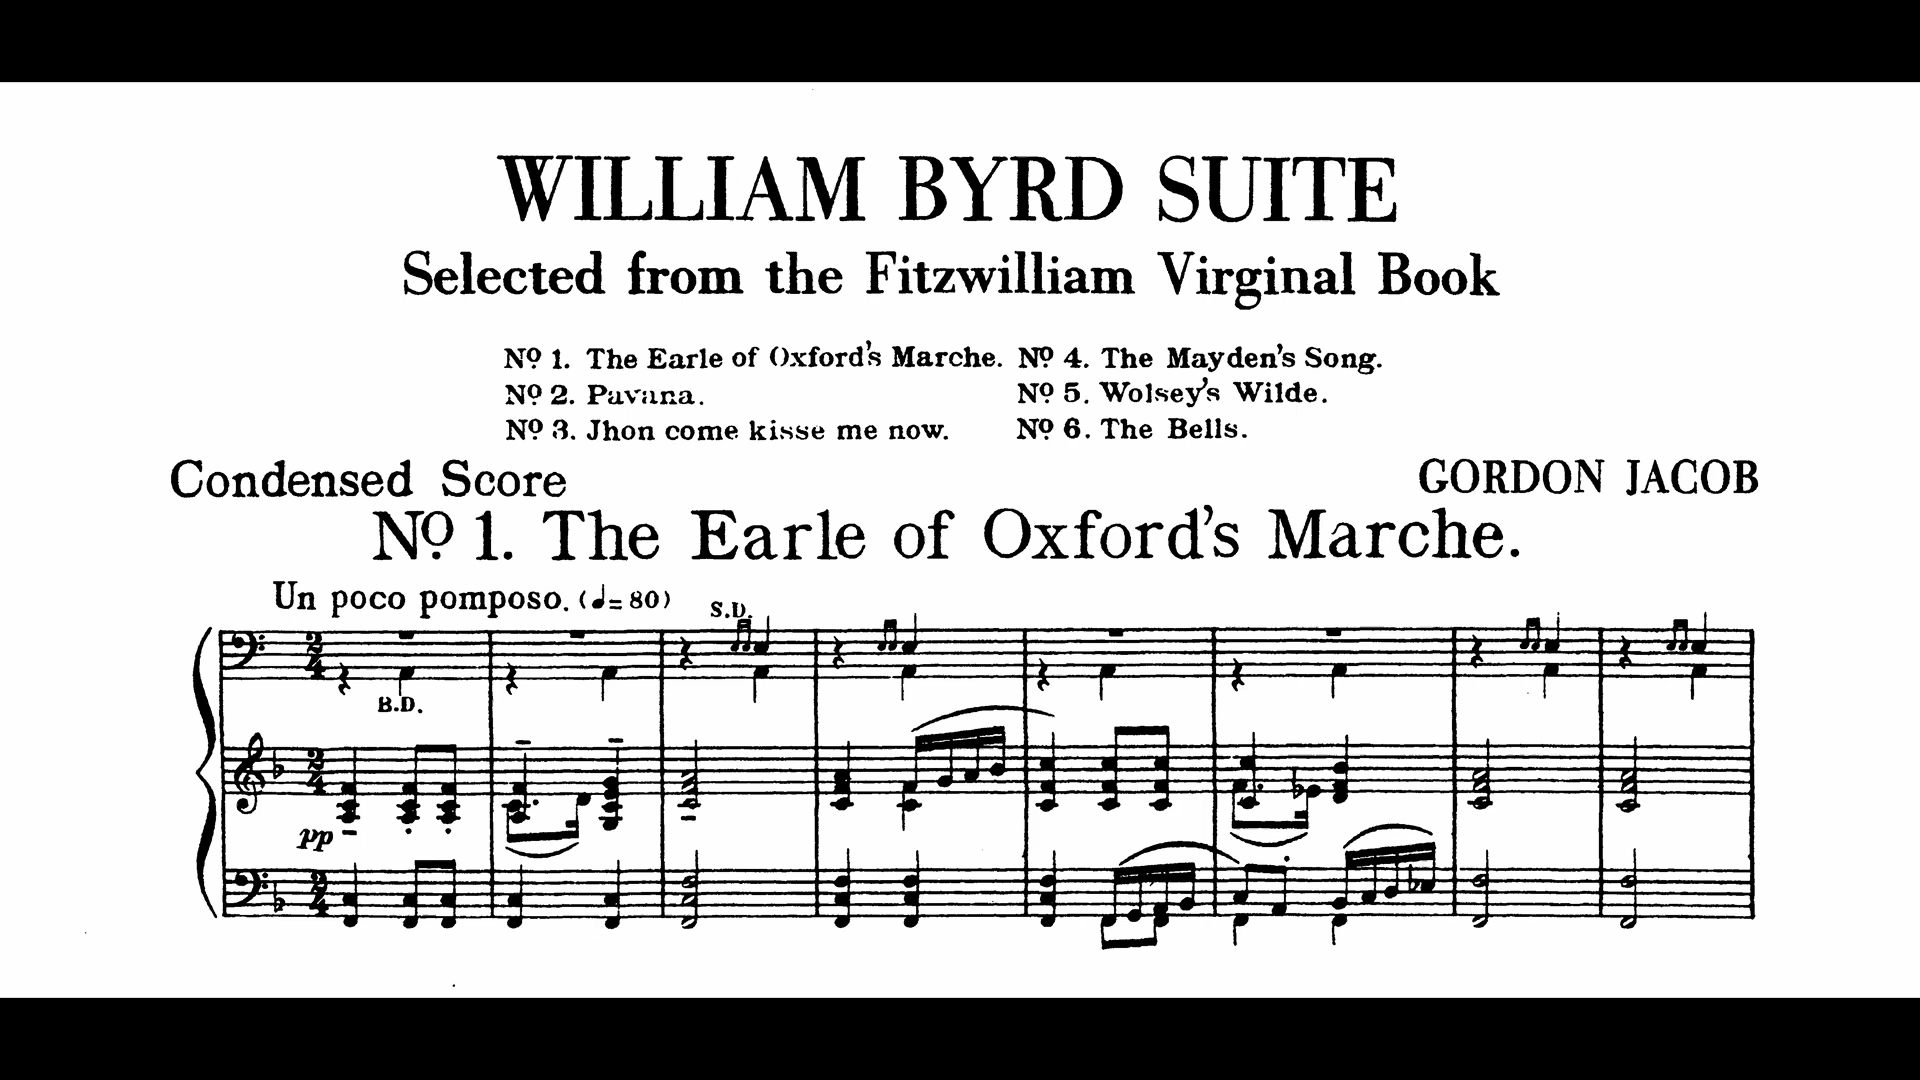 WILLIAM BYRD SUITE
Selected from the Fitzwilliam Virginal Book
Nº 1. The Earle of Oxford's Marche. Nº 4. The Mayden's Song.
Nº 2. Pavana. Nº 5. Wolsey's Wilde.
Nº 3. Jhon come kisse me now. Nº 6. The Bells.
Condensed Score GORDON JACOB
Nº 1. The Earle of Oxford's Marche.
Un poco pomposo. (♩= 80)
S.D.
B.D.
pp